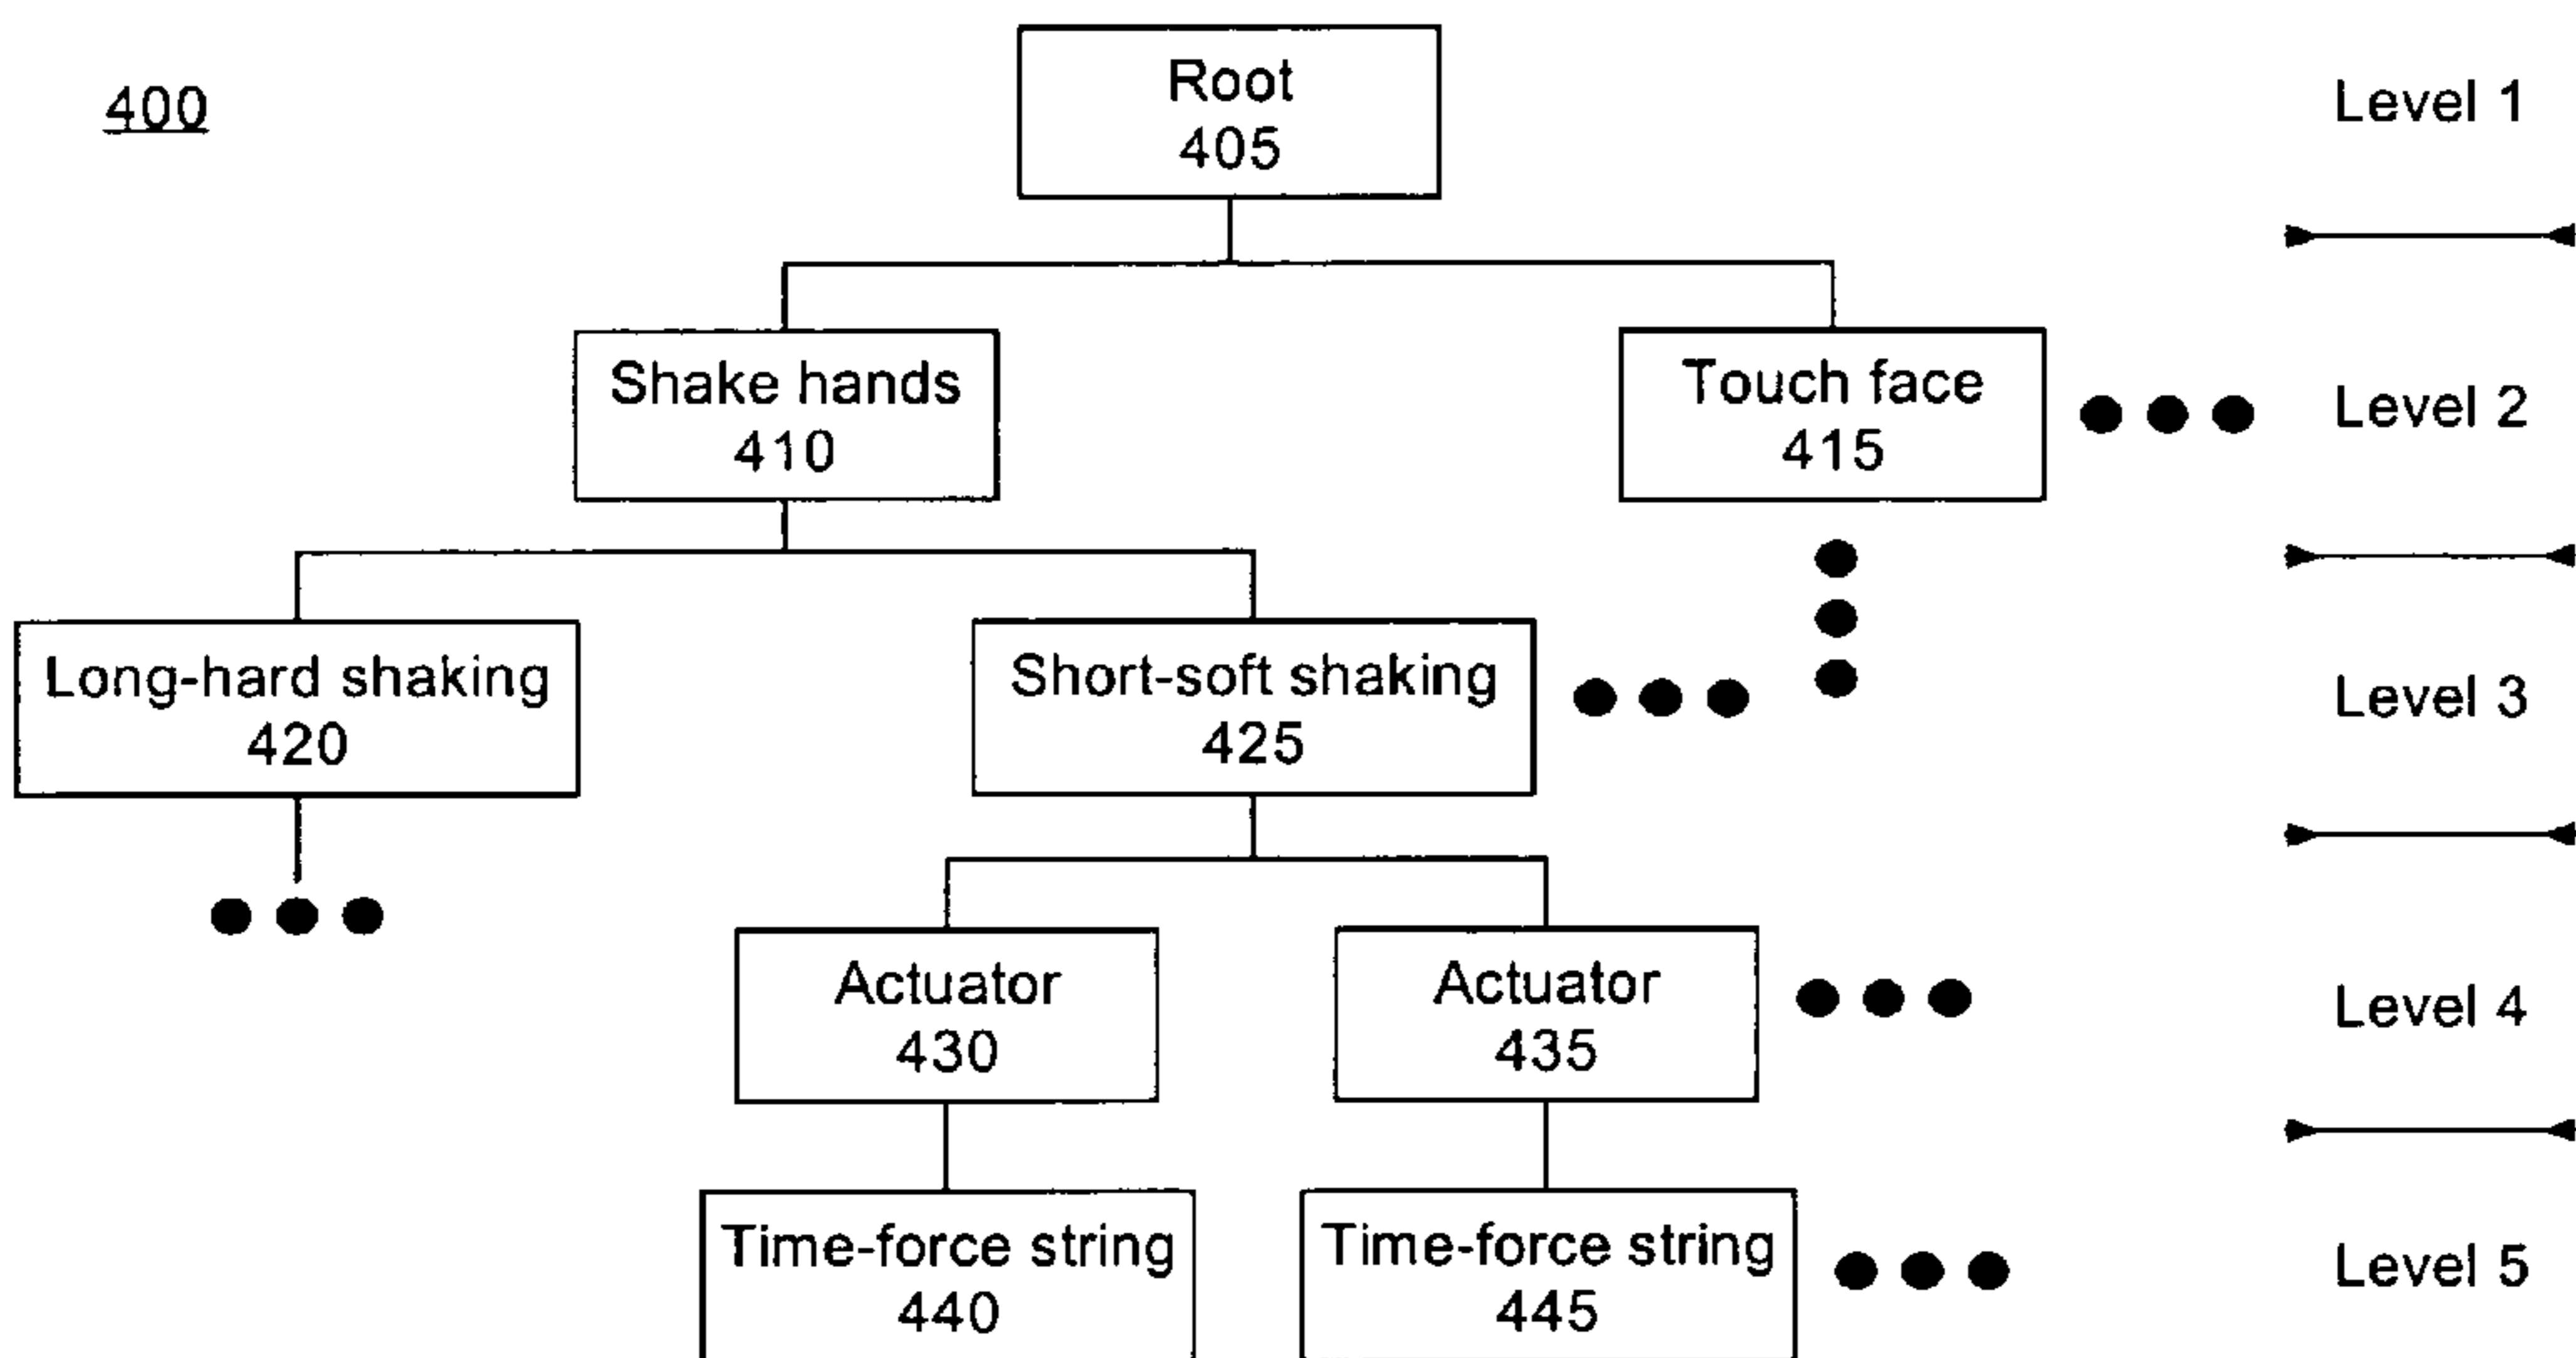 400
Root
405
Level 1
Shake hands
410
Touch face
415
Level 2
Long-hard shaking
420
Short-soft shaking
425
Level 3
Actuator
430
Actuator
435
Level 4
Time-force string
440
Time-force string
445
Level 5